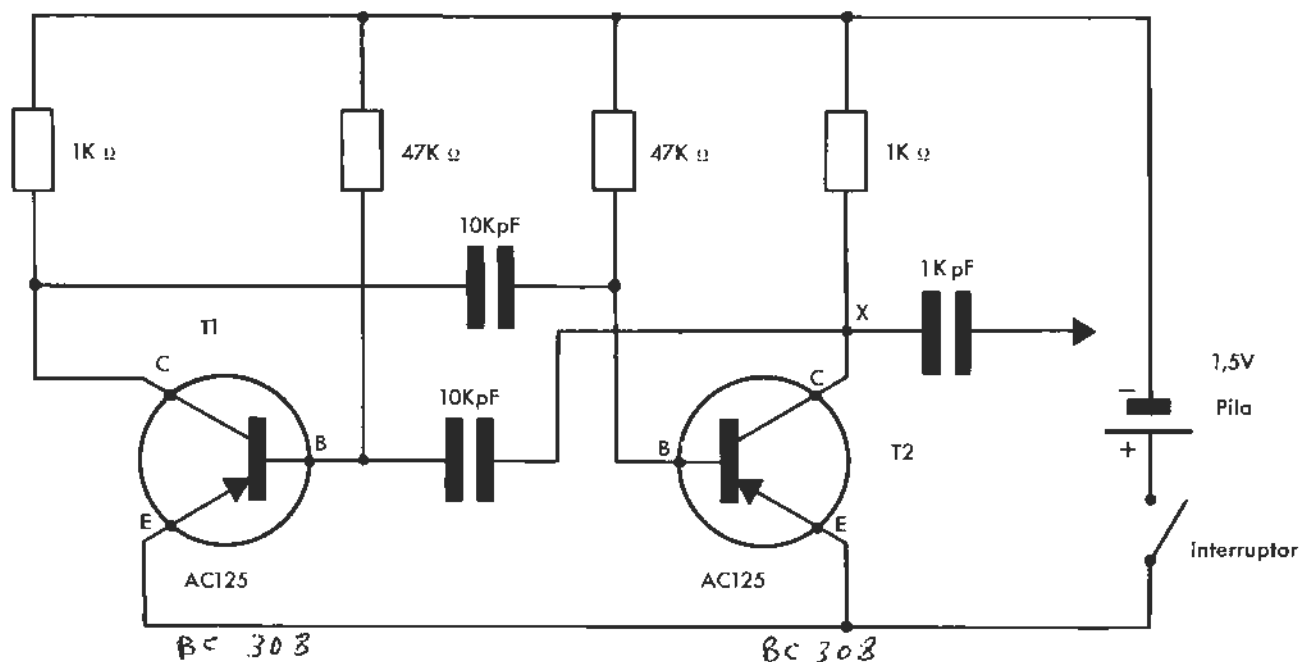 1K Ω
47K Ω
47K Ω
1K Ω
10KpF
1K pF
X
T1
C
C
1,5V
Pila
10KpF
B
B
T2
E
E
Interruptor
AC125
AC125
BC 308
BC 308
−
+